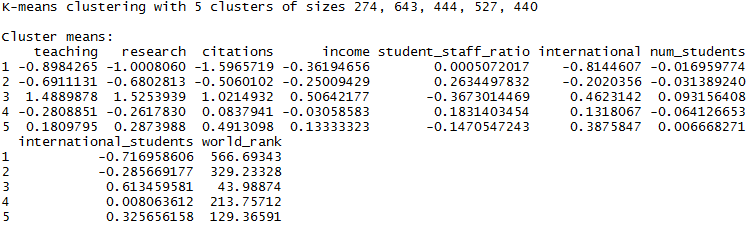 K-means clustering with 5 clusters of sizes 274, 643, 444, 527, 440
Cluster means:
teaching research citations income student_staff_ratio international num_students
1 -0.8984265 -1.0008060 -1.5965719 -0.36194656 0.0005072017 -0.8144607 -0.016959774
2 -0.6911131 -0.6802813 -0.5060102 -0.25009429 0.2634497832 -0.2020356 -0.031389240
3 1.4889878 1.5253939 1.0214932 0.50642177 -0.3673014469 0.4623142 0.093156408
4 -0.2808851 -0.2617830 0.0837941 -0.03058583 0.1831403454 0.1318067 -0.064126653
5 0.1809795 0.2873988 0.4913098 0.13333323 -0.1470547243 0.3875847 0.006668271
international_students world_rank
1 -0.716958606 566.69343
2 -0.285669177 329.23328
3 0.613459581 43.98874
4 0.008063612 213.75712
5 0.325656158 129.36591